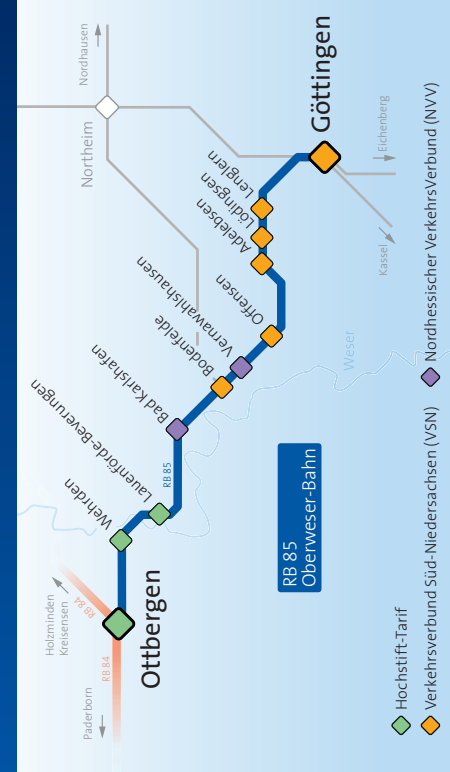 Nordhausen
Northeim
Göttingen
Eichenberg
Kassel
Lenglern
Lödingsen
Adelebsen
Offensen
Vernawahlshausen
Bodenfelde
Bad Karlshafen
Lauenförde-Beverungen
Wehrden
Ottbergen
Holzminden
Kreisensen
Paderborn
RB 84
RB 84
RB 85
Weser
RB 85
Oberweser-Bahn
Hochstift-Tarif
Verkehrsverbund Süd-Niedersachsen (VSN)
Nordhessischer VerkehrsVerbund (NVV)